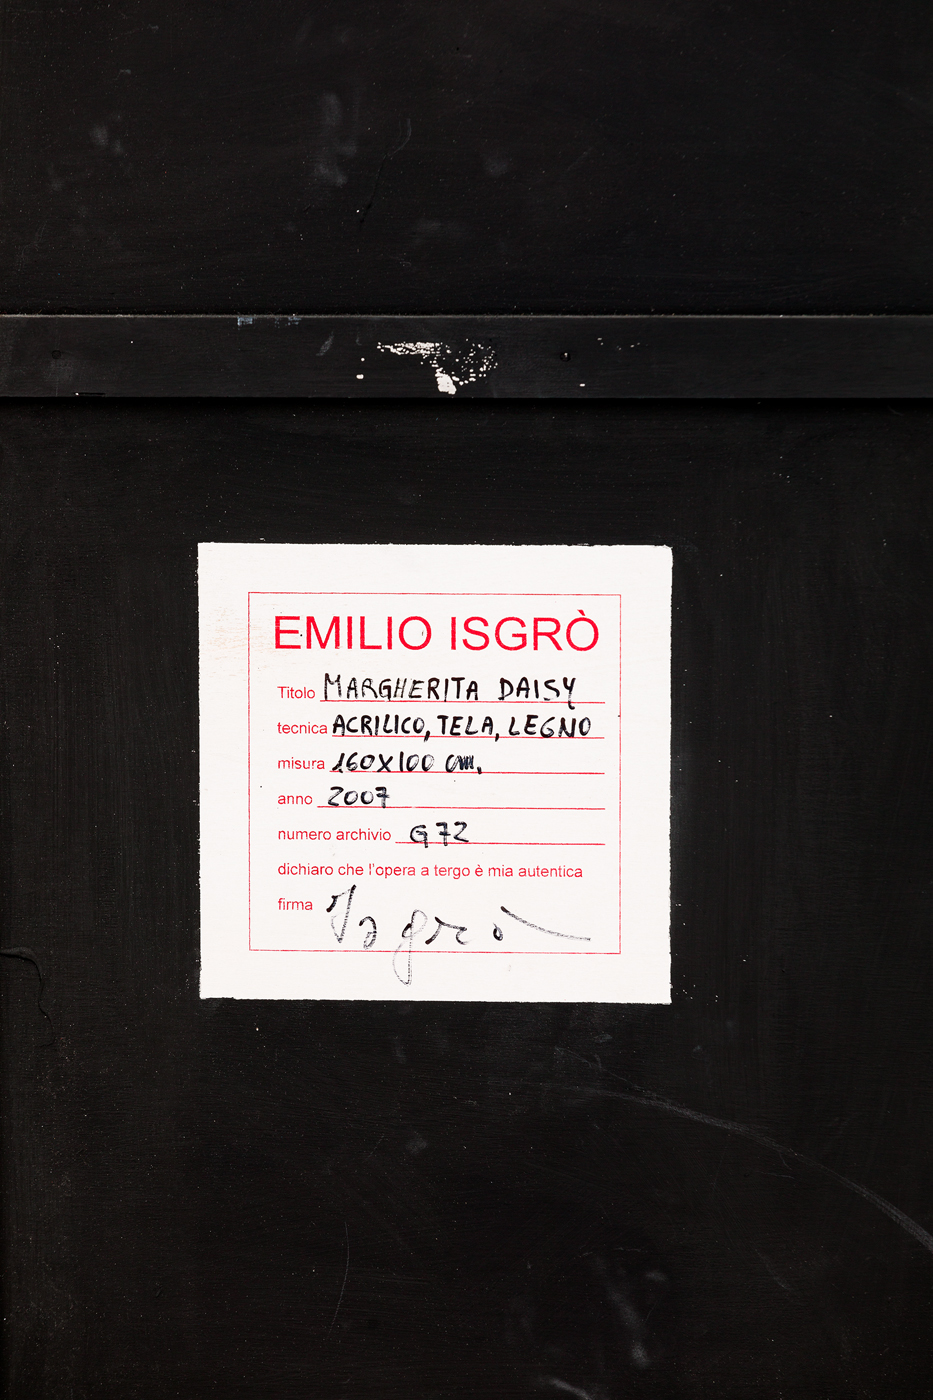 EMILIO ISGRÒ
Titolo MARGHERITA DAISY
tecnica ACRILICO, TELA, LEGNO
misura 160X100 cm.
anno 2007
numero archivio G72
dichiaro che l'opera a tergo è mia autentica
firma Isgrò